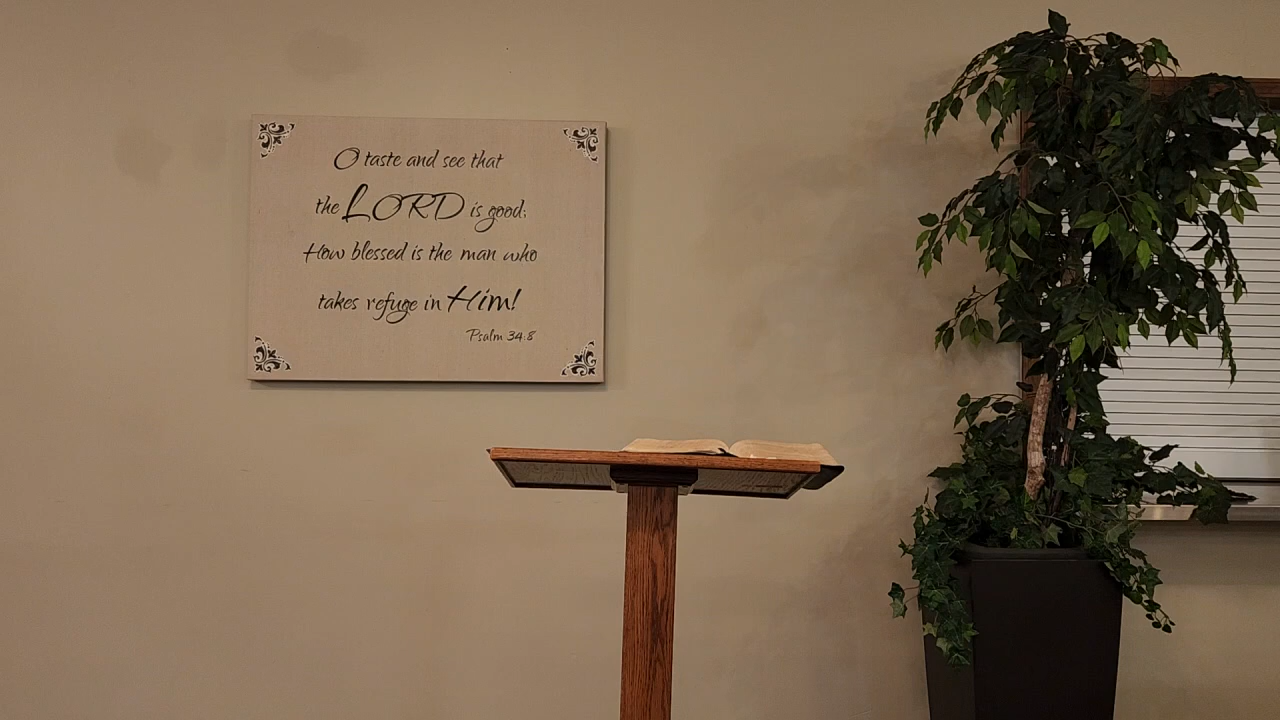 O taste and see that
the LORD is good;
How blessed is the man who
takes refuge in Him!
Psalm 34:8